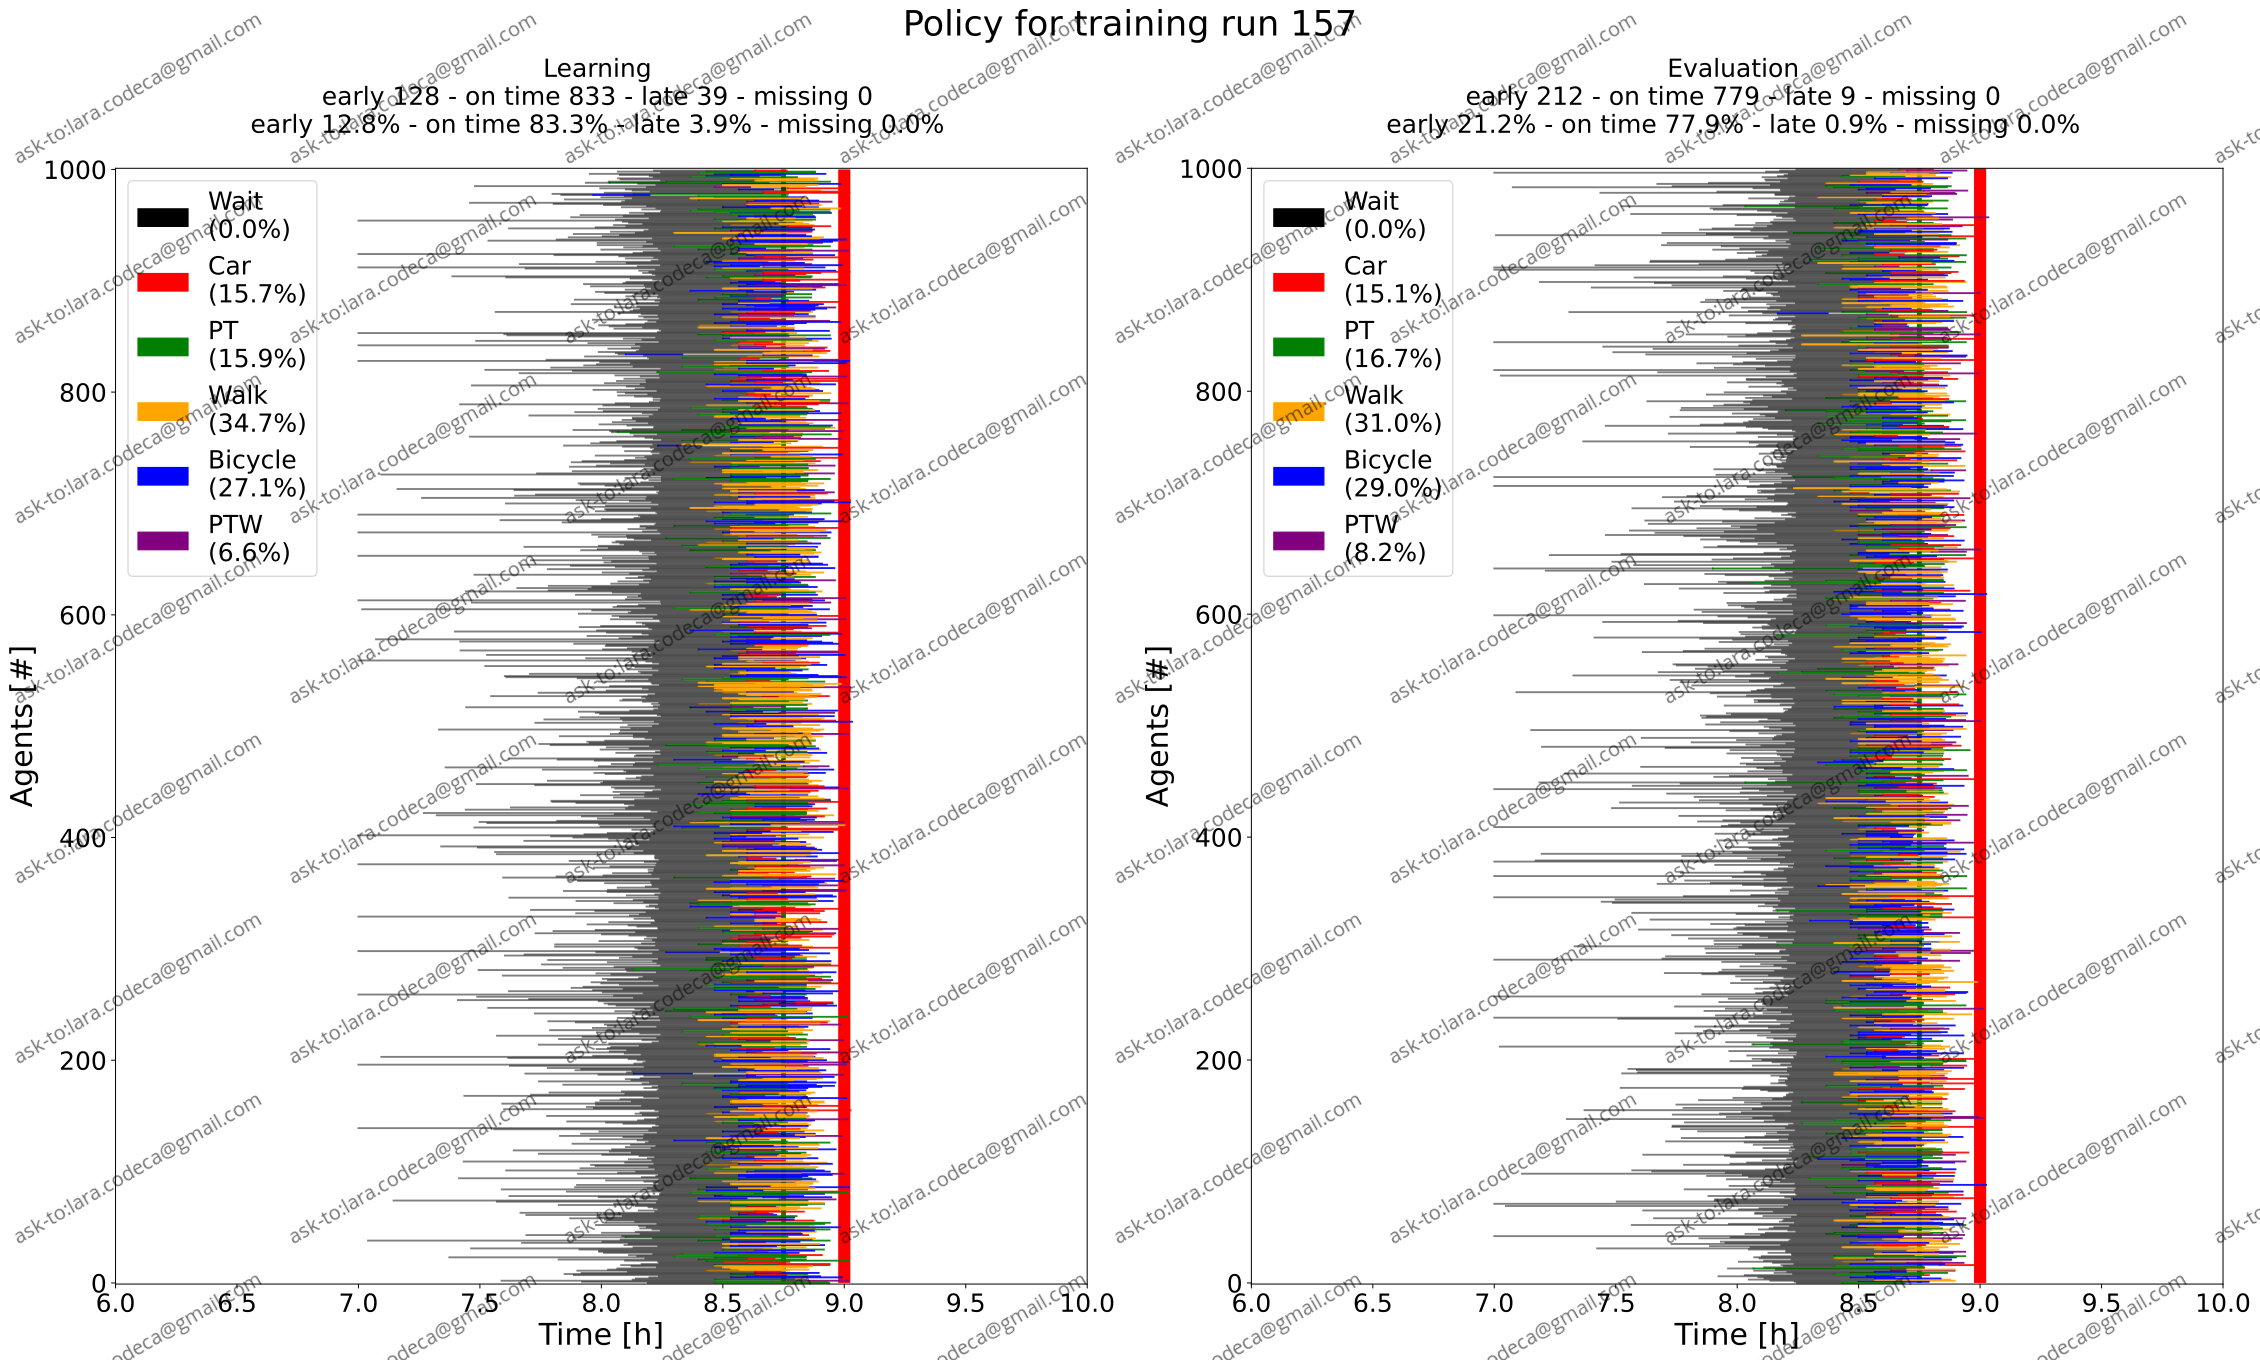 Policy for training run 157
Learning
early 128 - on time 833 - late 39 - missing 0
early 12.8% - on time 83.3% - late 3.9% - missing 0.0%
Agents [#]
1000
800
600
400
200
0
Wait
(0.0%)
Car
(15.7%)
PT
(15.9%)
Walk
(34.7%)
Bicycle
(27.1%)
PTW
(6.6%)
6.0 6.5 7.0 7.5 8.0 8.5 9.0 9.5 10.0
Time [h]
Evaluation
early 212 - on time 779 - late 9 - missing 0
early 21.2% - on time 77.9% - late 0.9% - missing 0.0%
Agents [#]
1000
800
600
400
200
0
Wait
(0.0%)
Car
(15.1%)
PT
(16.7%)
Walk
(31.0%)
Bicycle
(29.0%)
PTW
(8.2%)
6.0 6.5 7.0 7.5 8.0 8.5 9.0 9.5 10.0
Time [h]
ask-to:lara.codeca@gmail.com